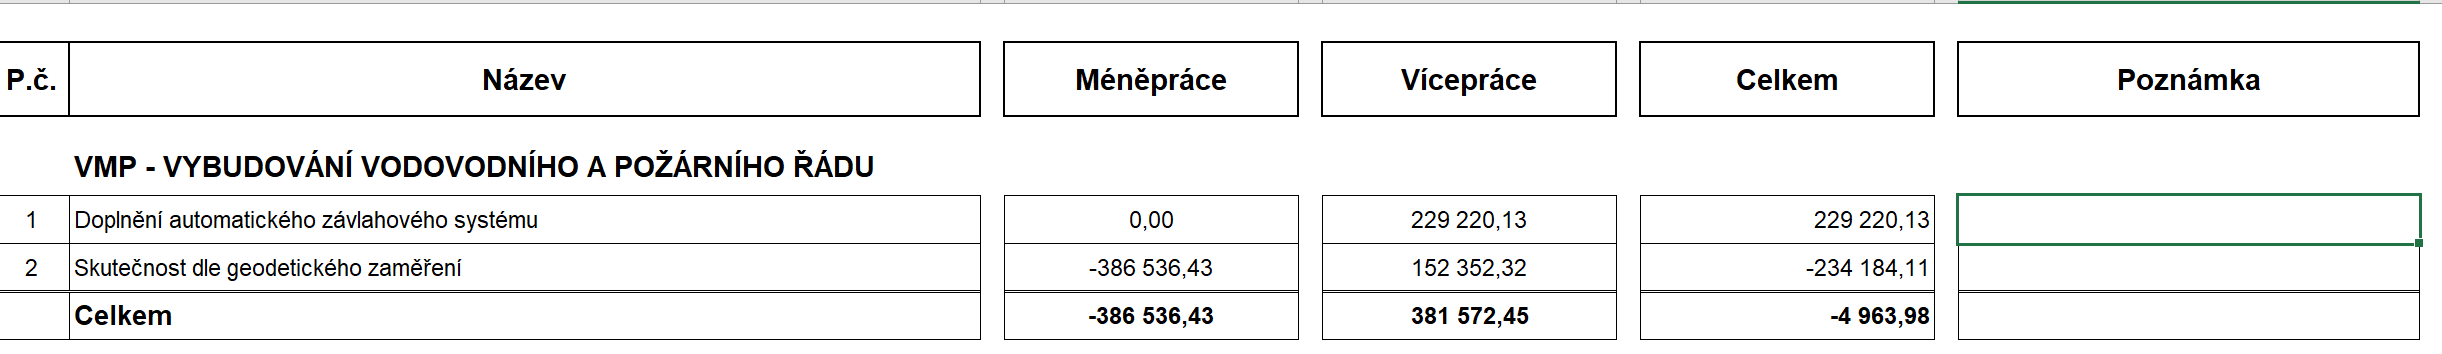 P.č. Název Méněpráce Vícepráce Celkem Poznámka
VMP - VYBUDOVÁNÍ VODOVODNÍHO A POŽÁRNÍHO ŘÁDU
1 Doplnění automatického závlahového systému 0,00 229 220,13 229 220,13
2 Skutečnost dle geodetického zaměření -386 536,43 152 352,32 -234 184,11
Celkem -386 536,43 381 572,45 -4 963,98